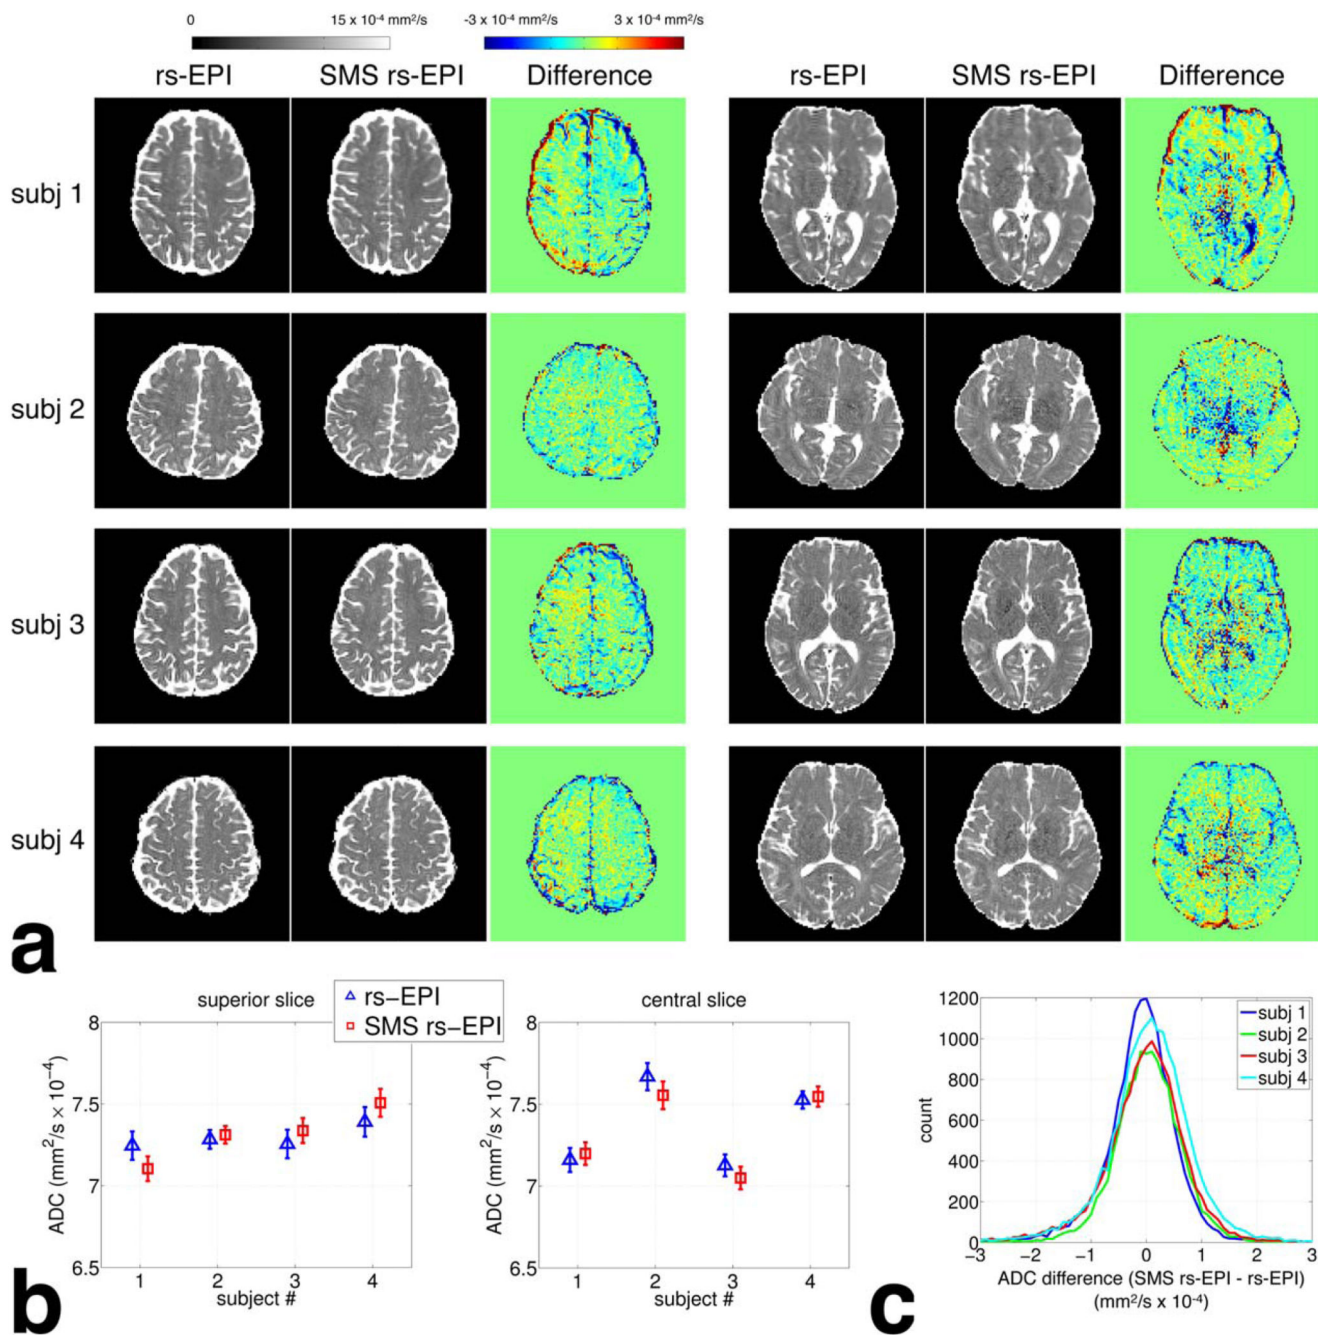 0 15 x 10-4 mm2/s -3 x 10-4 mm2/s 3 x 10-4 mm2/s
rs-EPI SMS rs-EPI Difference rs-EPI SMS rs-EPI Difference
subj 1
subj 2
subj 3
subj 4
a
superior slice
rs−EPI
SMS rs−EPI
8
7.5
7
6.5
ADC (mm2/s × 10−4)
1 2 3 4
subject #
b
central slice
8
7.5
7
6.5
ADC (mm2/s × 10−4)
1 2 3 4
subject #
1200
1000
800
600
400
200
0
count
subj 1
subj 2
subj 3
subj 4
−3 −2 −1 0 1 2 3
ADC difference (SMS rs-EPI - rs-EPI)
(mm2/s x 10-4)
c